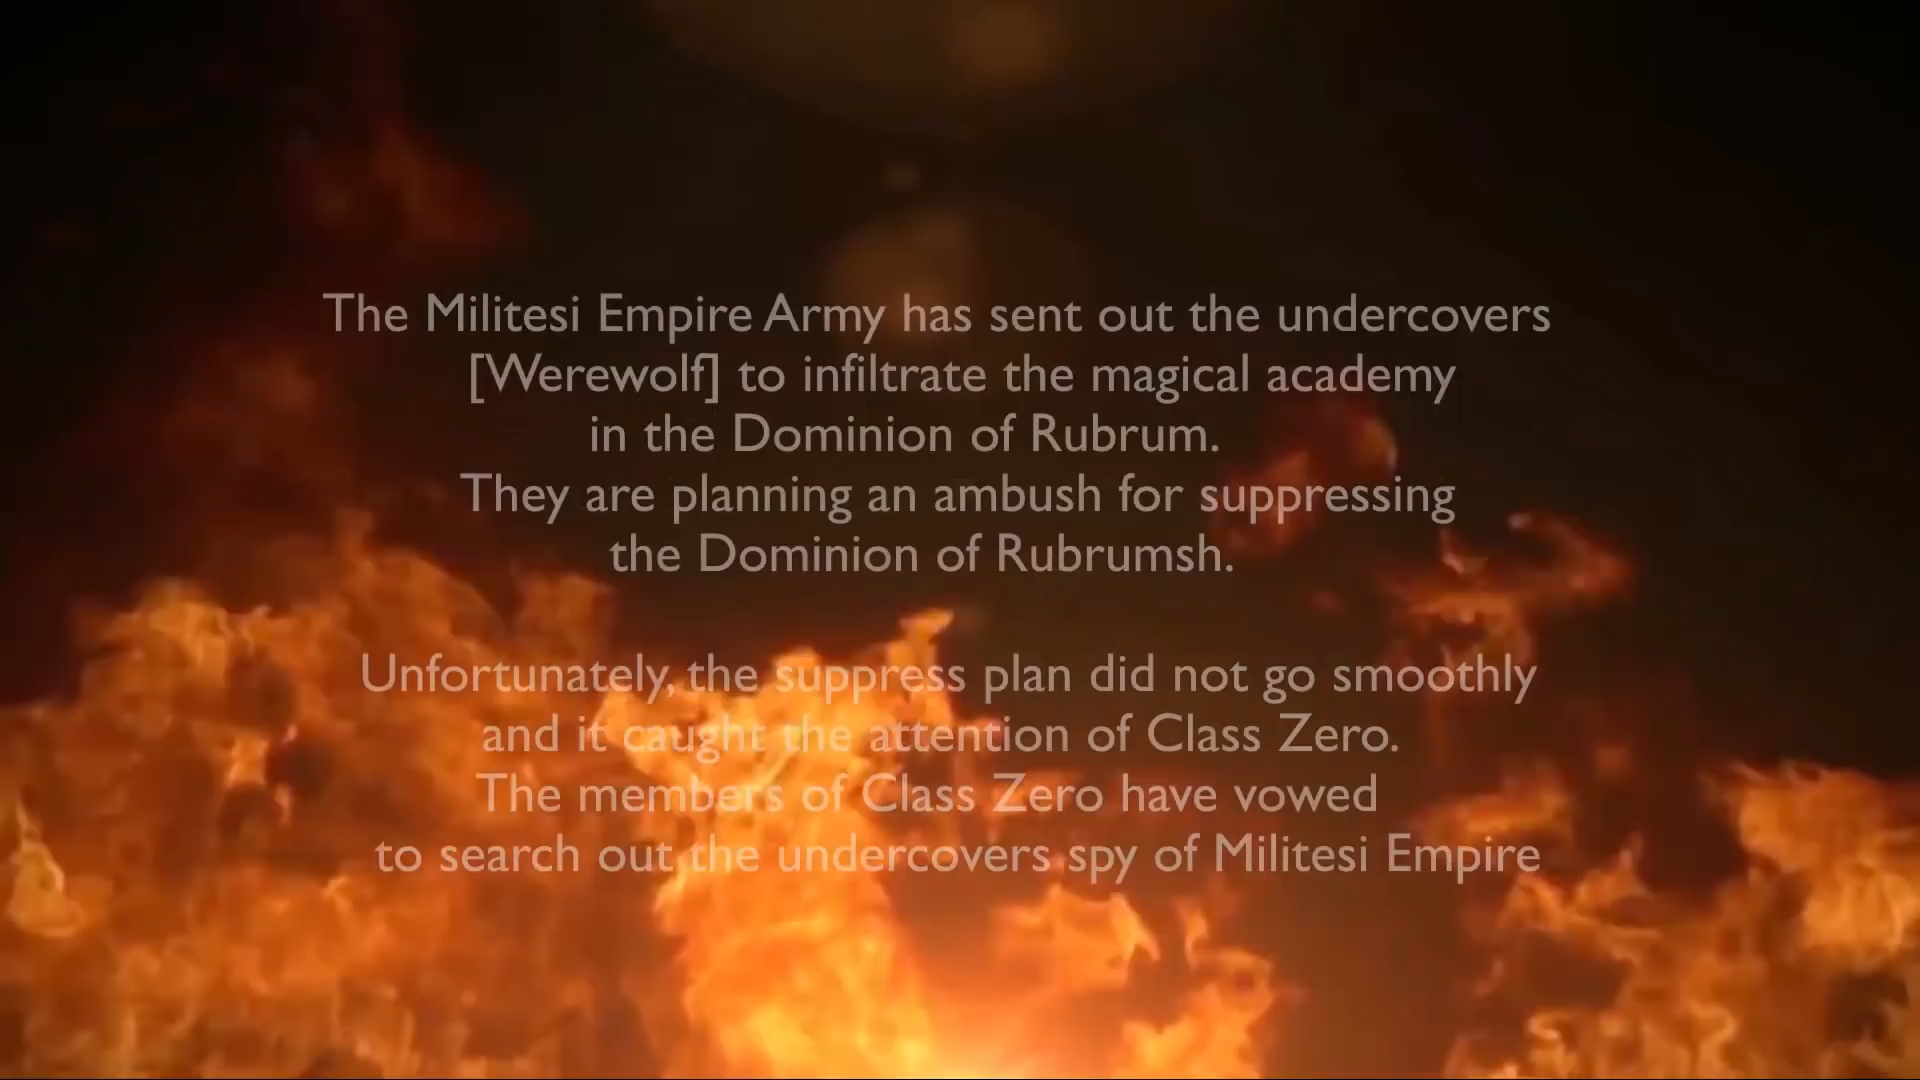 The Militesi Empire Army has sent out the undercovers
[Werewolf] to infiltrate the magical academy
in the Dominion of Rubrum.
They are planning an ambush for suppressing
the Dominion of Rubrumsh.
Unfortunately, the suppress plan did not go smoothly
and it caught the attention of Class Zero.
The members of Class Zero have vowed
to search out the undercovers spy of Militesi Empire